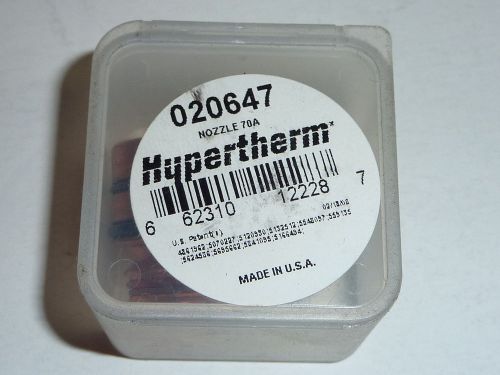 020647
NOZZLE 70A
Hypertherm
6 62310 12228 7
U.S. Patent(s)
MADE IN U.S.A.